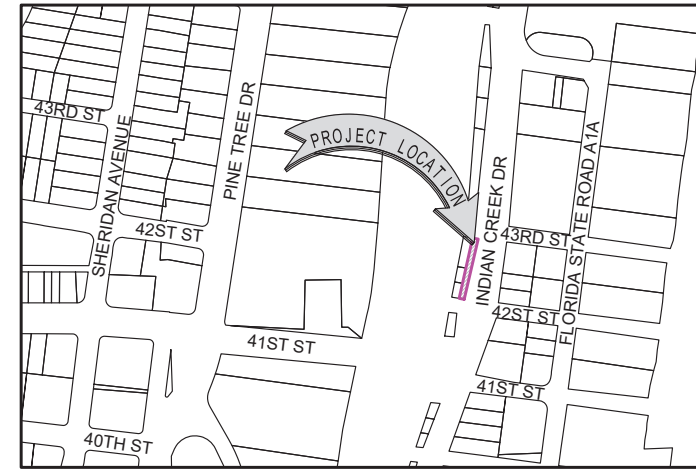 43RD ST
SHERIDAN AVENUE
PINE TREE DR
PROJECT LOCATION
INDIAN CREEK DR
FLORIDA STATE ROAD A1A
42ST ST
43RD ST
42ST ST
41ST ST
41ST ST
40TH ST